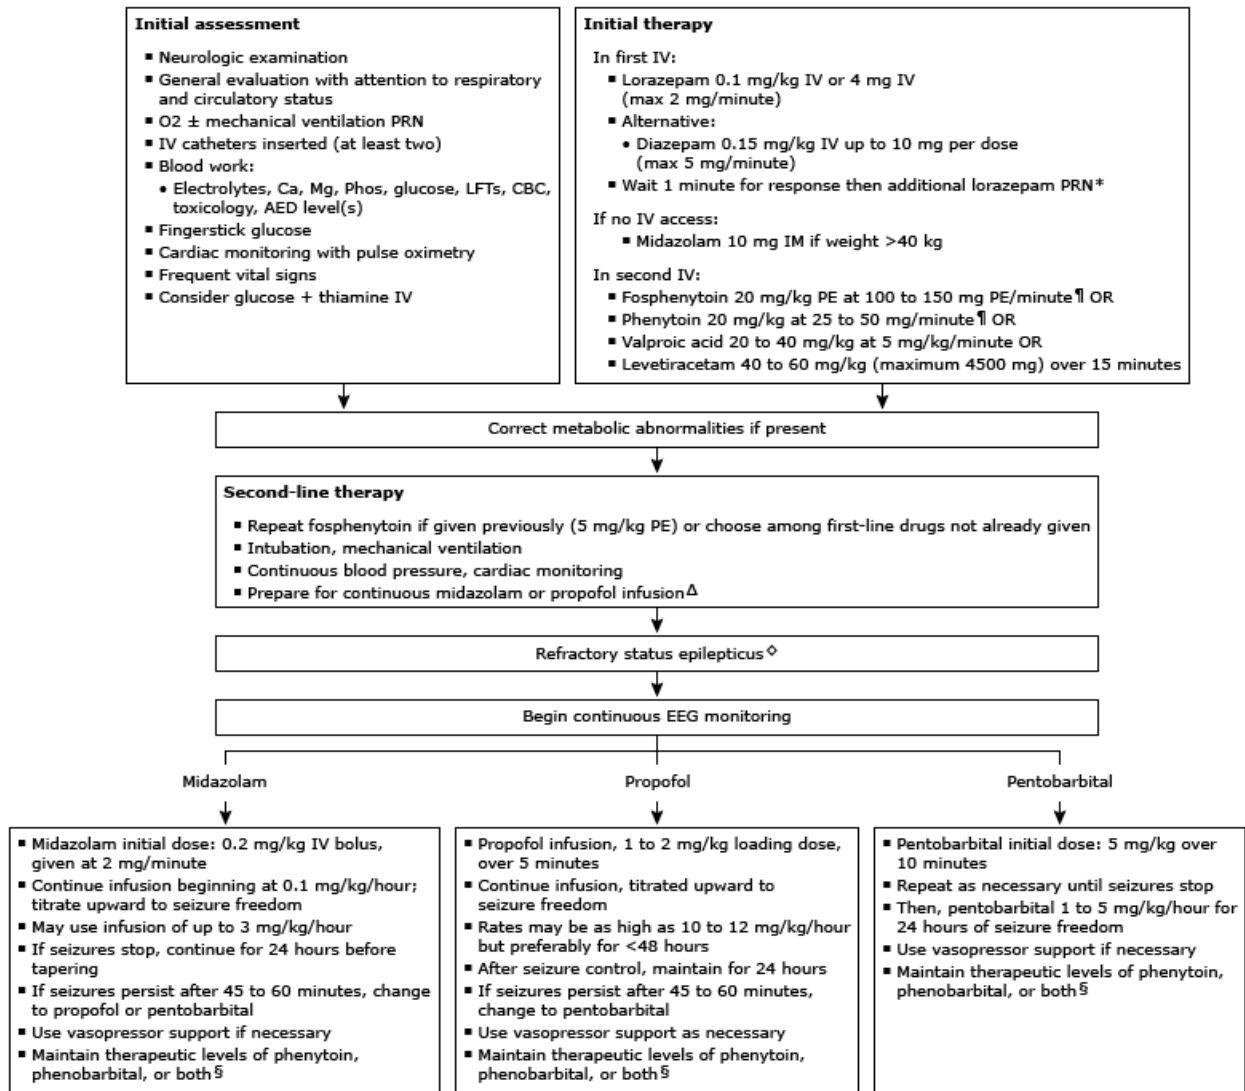 Initial assessment
▪ Neurologic examination
▪ General evaluation with attention to respiratory
and circulatory status
▪ O2 ± mechanical ventilation PRN
▪ IV catheters inserted (at least two)
▪ Blood work:
• Electrolytes, Ca, Mg, Phos, glucose, LFTs, CBC,
toxicology, AED level(s)
▪ Fingerstick glucose
▪ Cardiac monitoring with pulse oximetry
▪ Frequent vital signs
▪ Consider glucose + thiamine IV
Initial therapy
In first IV:
▪ Lorazepam 0.1 mg/kg IV or 4 mg IV
(max 2 mg/minute)
▪ Alternative:
• Diazepam 0.15 mg/kg IV up to 10 mg per dose
(max 5 mg/minute)
▪ Wait 1 minute for response then additional lorazepam PRN*
If no IV access:
▪ Midazolam 10 mg IM if weight >40 kg
In second IV:
▪ Fosphenytoin 20 mg/kg PE at 100 to 150 mg PE/minute¶ OR
▪ Phenytoin 20 mg/kg at 25 to 50 mg/minute¶ OR
▪ Valproic acid 20 to 40 mg/kg at 5 mg/kg/minute OR
▪ Levetiracetam 40 to 60 mg/kg (maximum 4500 mg) over 15 minutes
Correct metabolic abnormalities if present
Second-line therapy
▪ Repeat fosphenytoin if given previously (5 mg/kg PE) or choose among first-line drugs not already given
▪ Intubation, mechanical ventilation
▪ Continuous blood pressure, cardiac monitoring
▪ Prepare for continuous midazolam or propofol infusionΔ
Refractory status epilepticus◇
Begin continuous EEG monitoring
Midazolam
▪ Midazolam initial dose: 0.2 mg/kg IV bolus,
given at 2 mg/minute
▪ Continue infusion beginning at 0.1 mg/kg/hour;
titrate upward to seizure freedom
▪ May use infusion of up to 3 mg/kg/hour
▪ If seizures stop, continue for 24 hours before
tapering
▪ If seizures persist after 45 to 60 minutes, change
to propofol or pentobarbital
▪ Use vasopressor support if necessary
▪ Maintain therapeutic levels of phenytoin,
phenobarbital, or both§
Propofol
▪ Propofol infusion, 1 to 2 mg/kg loading dose,
over 5 minutes
▪ Continue infusion, titrated upward to
seizure freedom
▪ Rates may be as high as 10 to 12 mg/kg/hour
but preferably for <48 hours
▪ After seizure control, maintain for 24 hours
▪ If seizures persist after 45 to 60 minutes,
change to pentobarbital
▪ Use vasopressor support as necessary
▪ Maintain therapeutic levels of phenytoin,
phenobarbital, or both§
Pentobarbital
▪ Pentobarbital initial dose: 5 mg/kg over
10 minutes
▪ Repeat as necessary until seizures stop
▪ Then, pentobarbital 1 to 5 mg/kg/hour for
24 hours of seizure freedom
▪ Use vasopressor support if necessary
▪ Maintain therapeutic levels of phenytoin,
phenobarbital, or both§